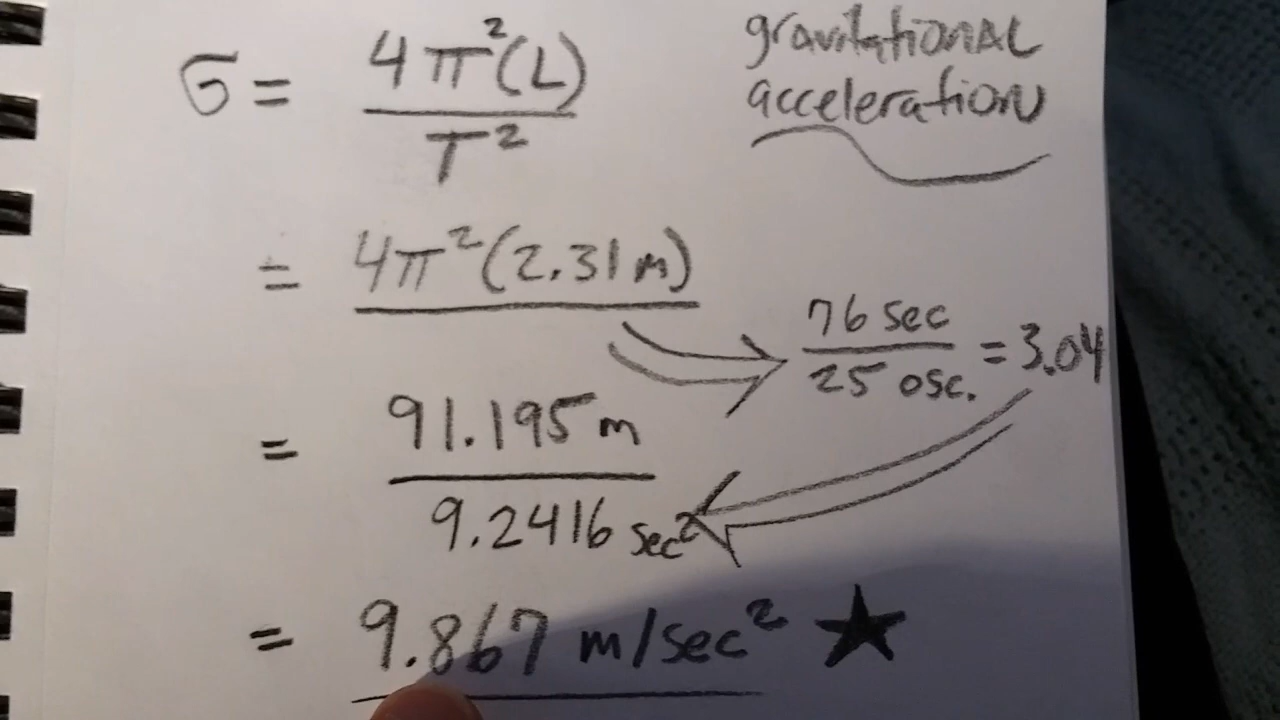 G = 4π²(L) / T²
gravitational
acceleration
= 4π²(2.31m)
76 sec / 25 osc. = 3.04
= 91.195m / 9.2416 sec²
= 9.867 m/sec² ★